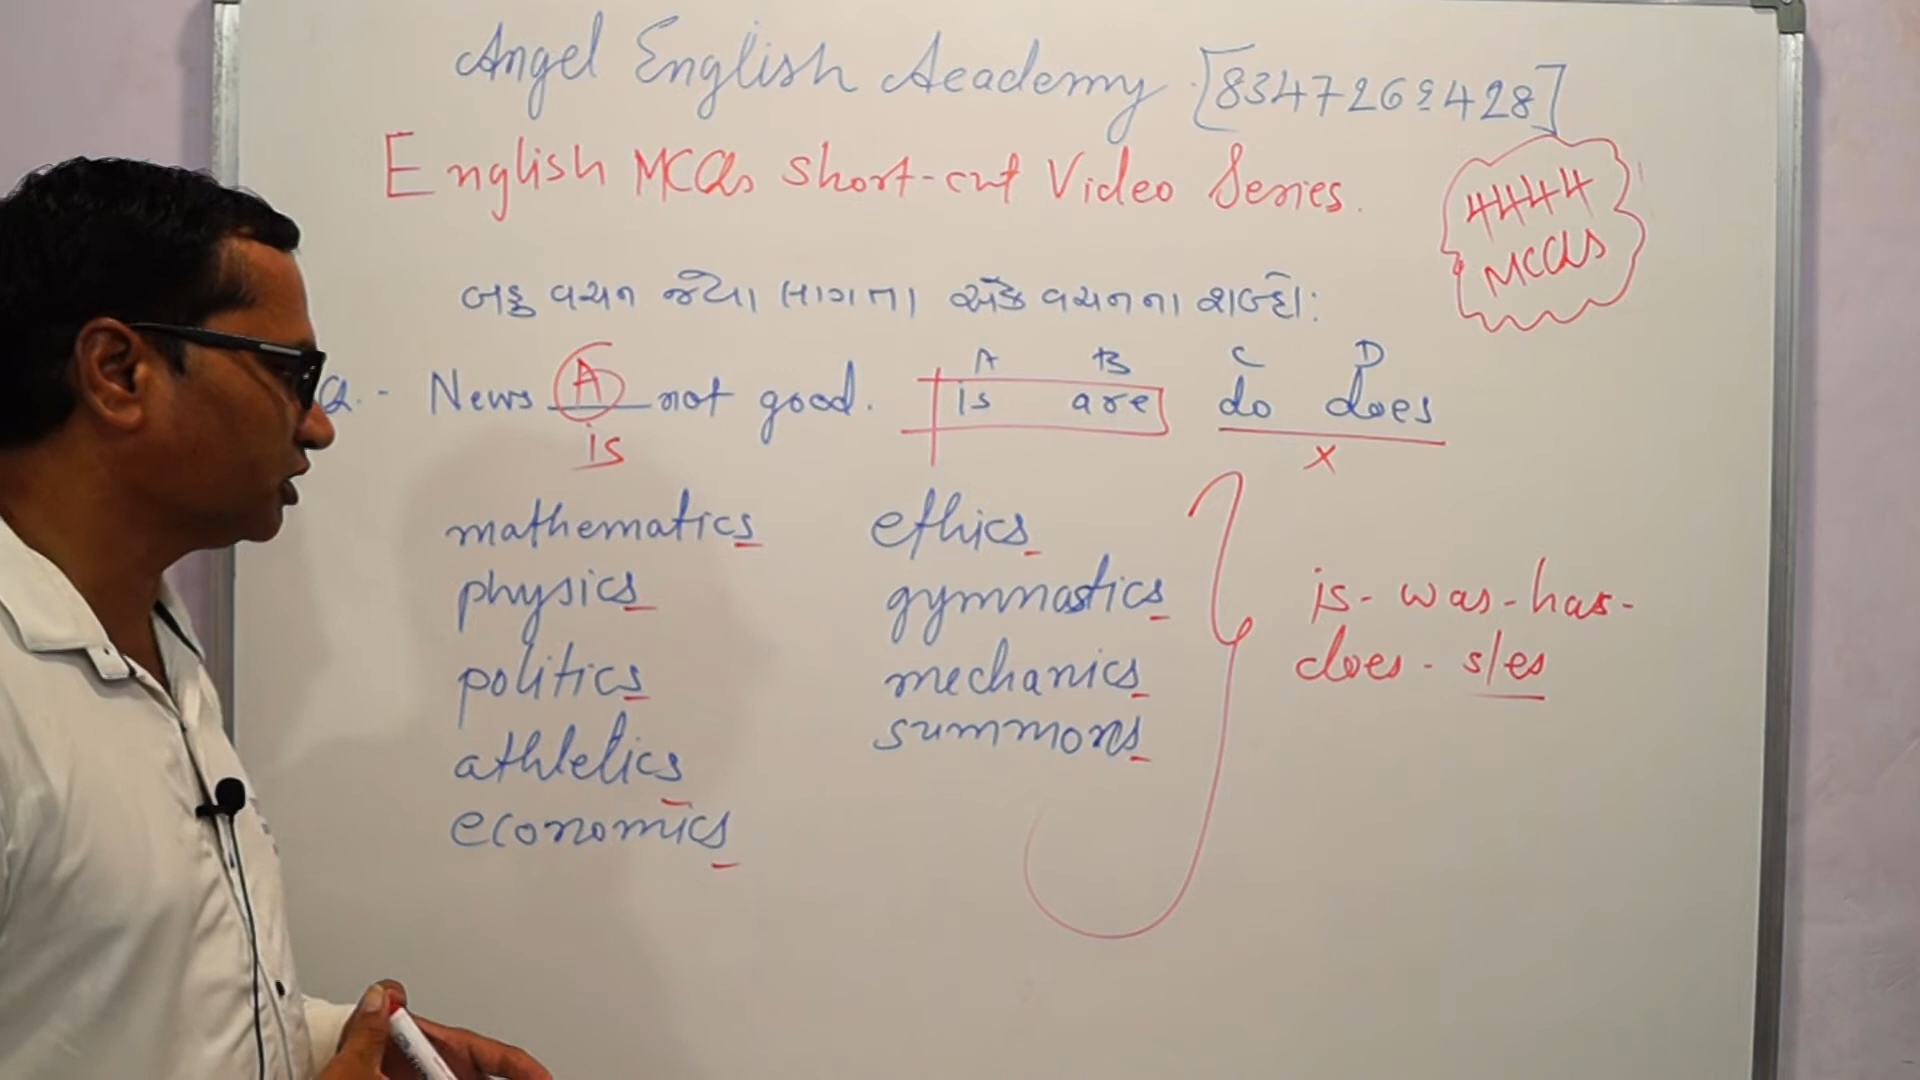 Angel English Academy [8347262428]
English MCQs Short-cut Video Series.
4444
MCQs
બહુ વચન જેવા લાગતા એક વચનના શબ્દો:
A B C D
Q.- News A not good. is are do does
is x
mathematics ethics
physics gymnastics
politics mechanics
athletics summons
economics
is-was-has-
does-s/es